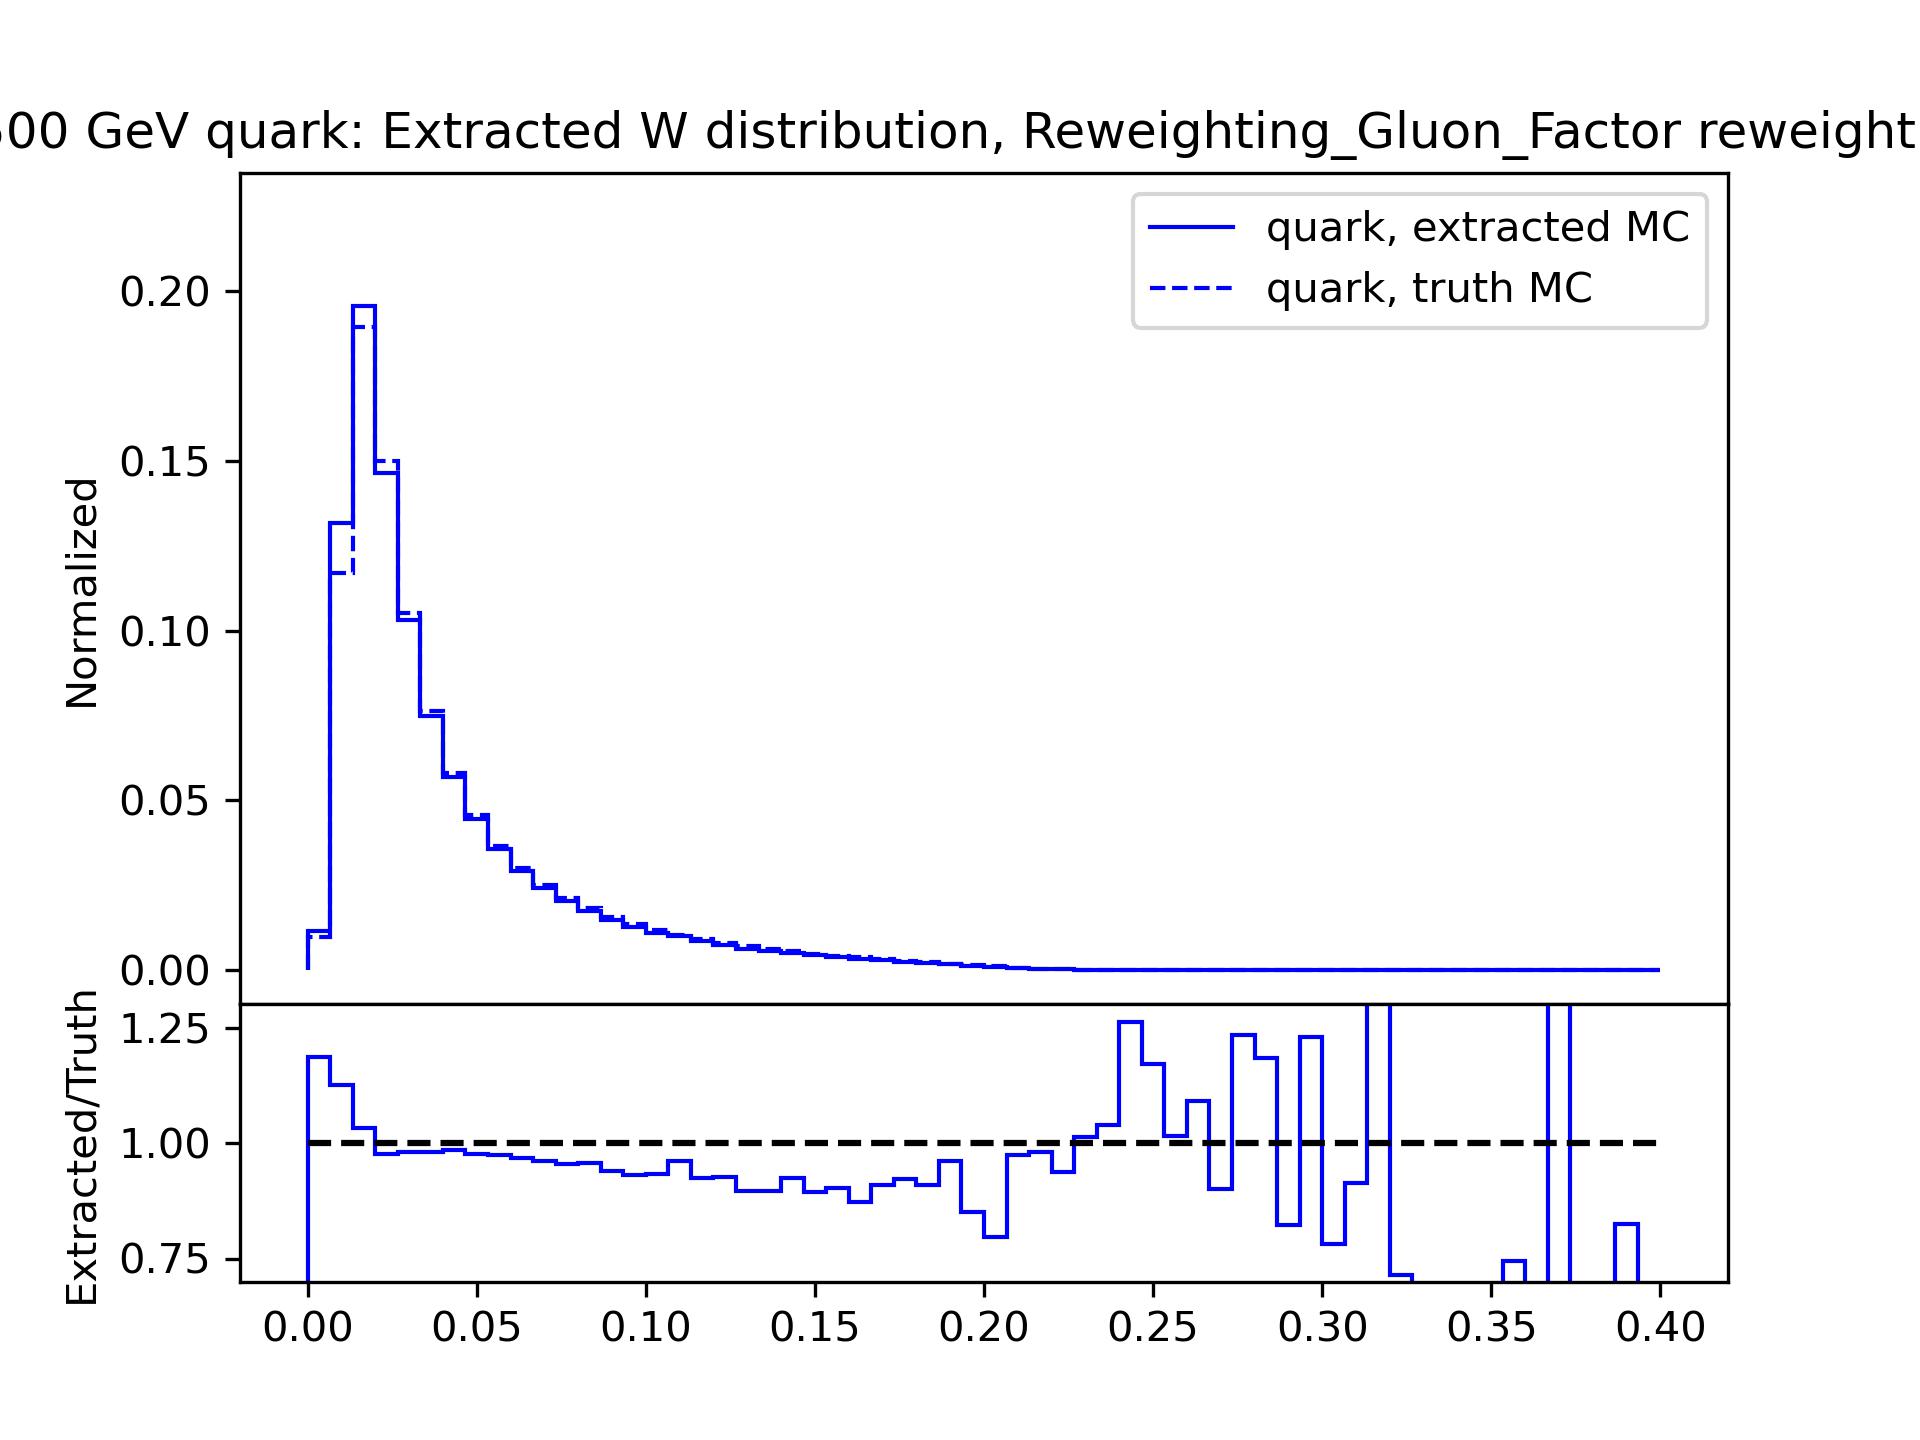 00 GeV quark: Extracted W distribution, Reweighting_Gluon_Factor reweight
quark, extracted MC
quark, truth MC
Normalized
0.20
0.15
0.10
0.05
0.00
Extracted/Truth
1.25
1.00
0.75
0.00 0.05 0.10 0.15 0.20 0.25 0.30 0.35 0.40